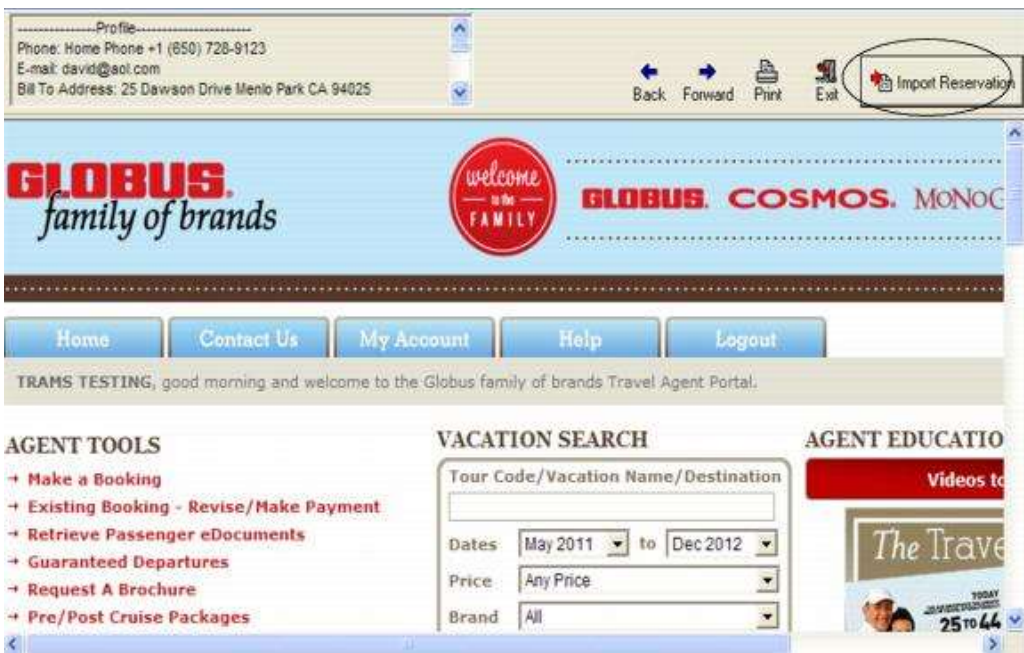 ----------------Profile-----------------------
Phone: Home Phone +1 (650) 728-9123
E-mail: david@aol.com
Bill To Address: 25 Dawson Drive Menlo Park CA 94025
Back
Forward
Print
Exit
Import Reservation
GLOBUS.
family of brands
welcome
to the
FAMILY
GLOBUS. COSMOS. MONOG
Home
Contact Us
My Account
Help
Logout
TRAMS TESTING, good morning and welcome to the Globus family of brands Travel Agent Portal.
AGENT TOOLS
→ Make a Booking
→ Existing Booking - Revise/Make Payment
→ Retrieve Passenger eDocuments
→ Guaranteed Departures
→ Request A Brochure
→ Pre/Post Cruise Packages
VACATION SEARCH
Tour Code/Vacation Name/Destination
Dates May 2011 to Dec 2012
Price Any Price
Brand All
AGENT EDUCATIO
Videos to
The Trave
TODAY
25 TO 44